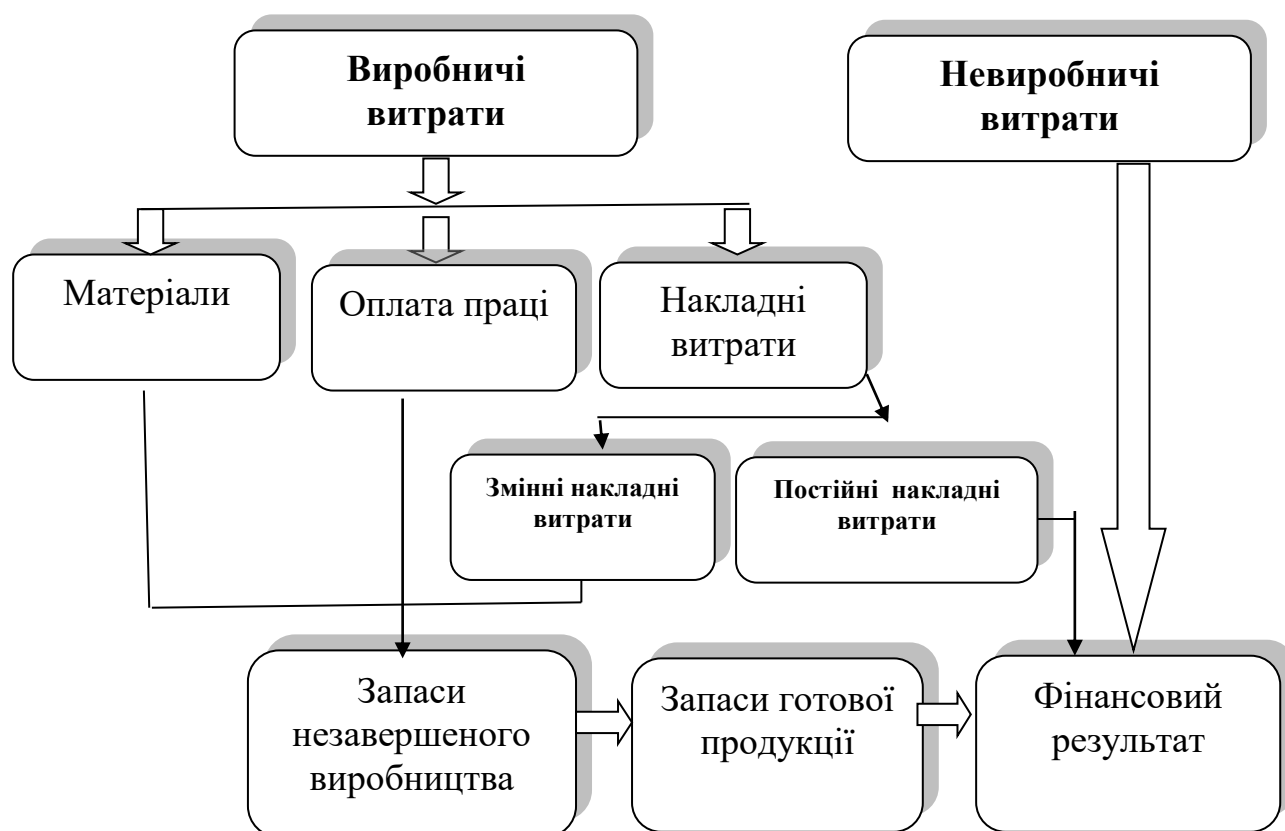 Виробничі
витрати
Невиробничі
витрати
Матеріали
Оплата праці
Накладні
витрати
Змінні накладні
витрати
Постійні накладні
витрати
Запаси
незавершеного
виробництва
Запаси готової
продукції
Фінансовий
результат